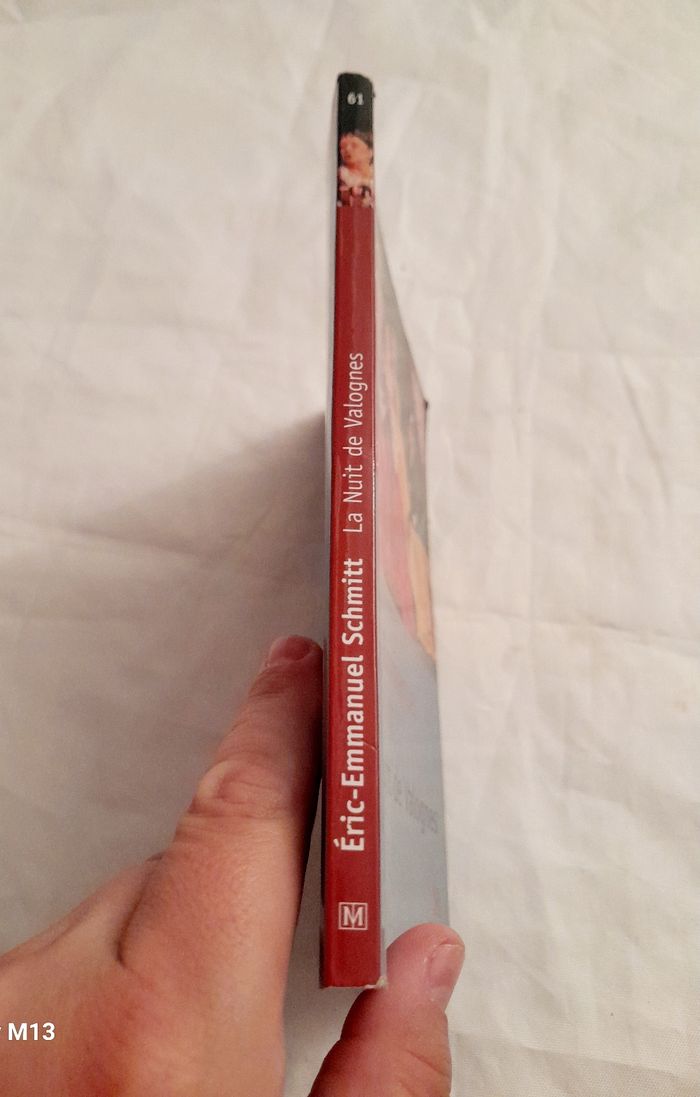 61
Éric-Emmanuel Schmitt La Nuit de Valognes
M
M13